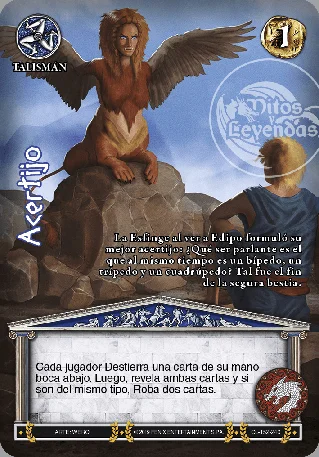 TALISMAN
1
Mitos y
Leyendas
Acertijo
La Esfinge al ver a Edipo formuló su
mejor acertijo: ¿Qué ser parlante es el
que al mismo tiempo es un bípedo, un
trípedo y un cuadrúpedo? Tal fue el fin
de la segura bestia.
Cada jugador Destierra una carta de su mano
boca abajo. Luego, revela ambas cartas y si
son del mismo tipo, Roba dos cartas.